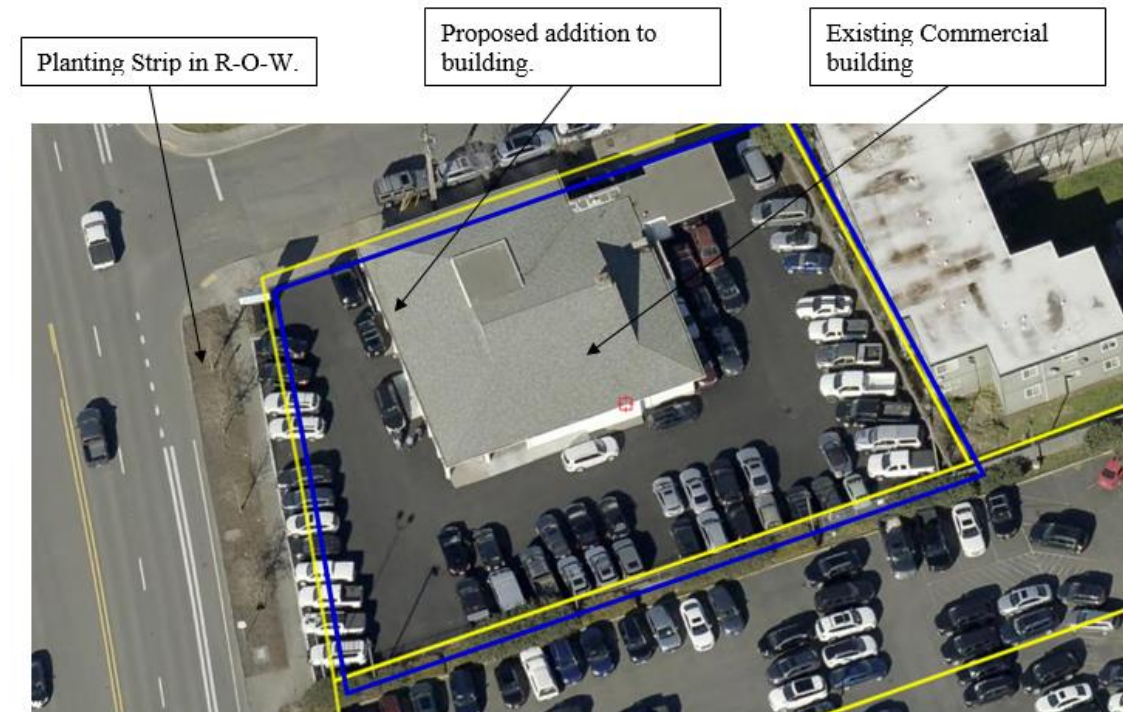 Planting Strip in R-O-W.
Proposed addition to
building.
Existing Commercial
building